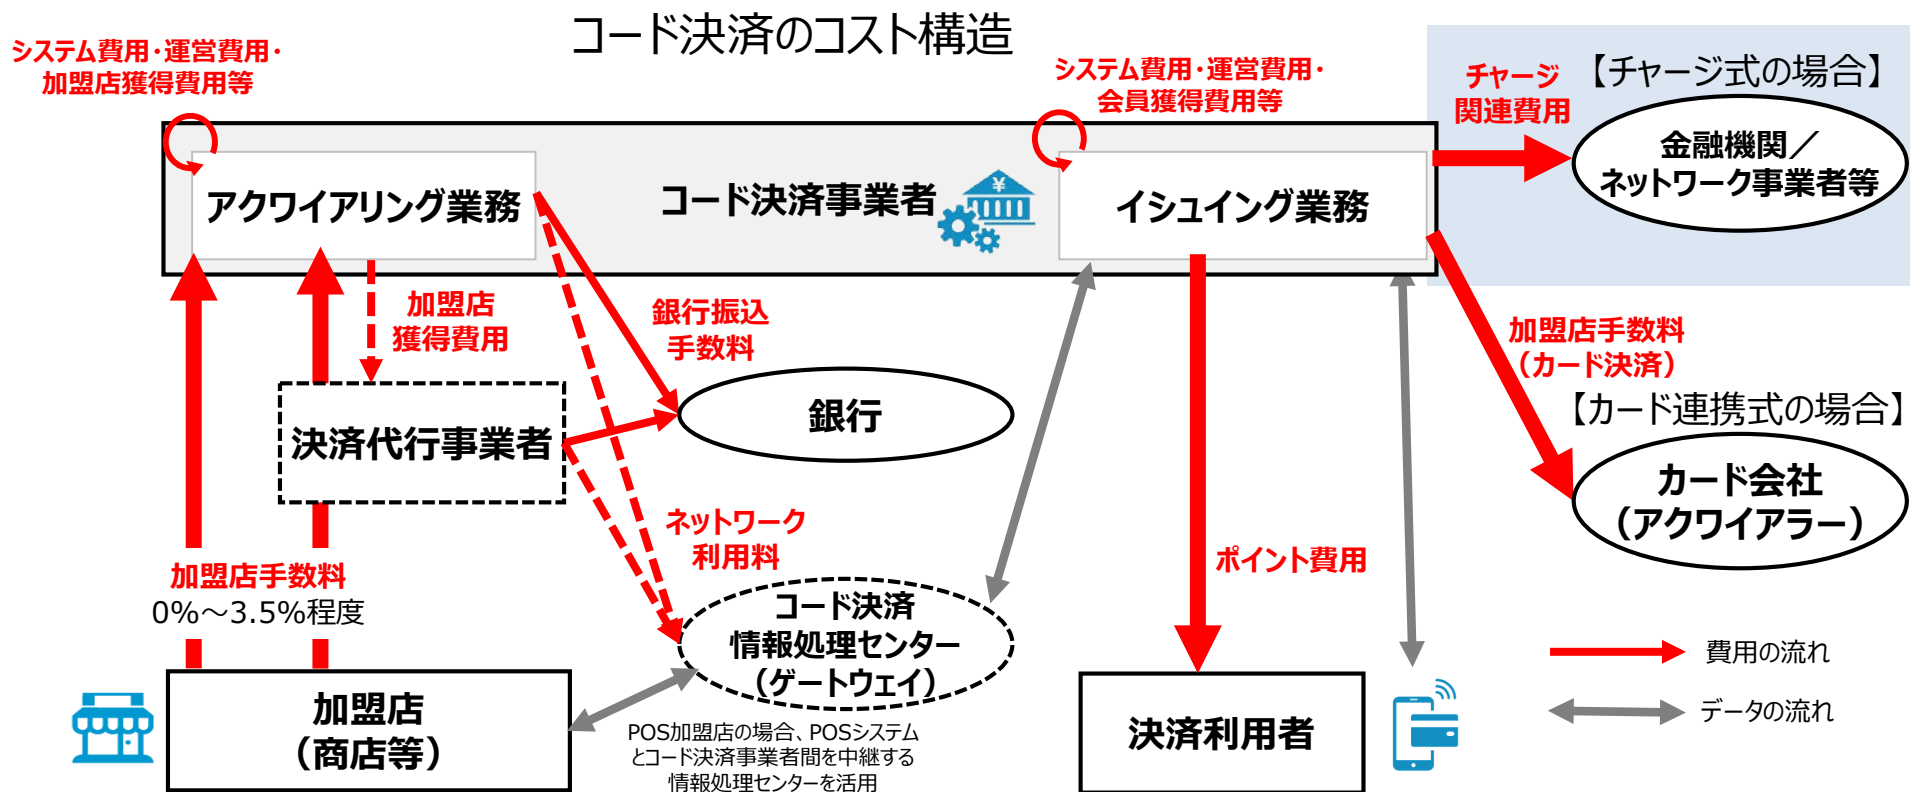 コード決済のコスト構造
システム費用・運営費用・
加盟店獲得費用等
システム費用・運営費用・
会員獲得費用等
チャージ
関連費用
【チャージ式の場合】
金融機関／
ネットワーク事業者等
アクワイアリング業務
コード決済事業者
イシュイング業務
加盟店
獲得費用
銀行振込
手数料
加盟店手数料
（カード決済）
【カード連携式の場合】
決済代行事業者
銀行
カード会社
（アクワイアラー）
ネットワーク
利用料
ポイント費用
加盟店手数料
0%～3.5%程度
コード決済
情報処理センター
（ゲートウェイ）
費用の流れ
データの流れ
加盟店
（商店等）
POS加盟店の場合、POSシステム
とコード決済事業者間を中継する
情報処理センターを活用
決済利用者